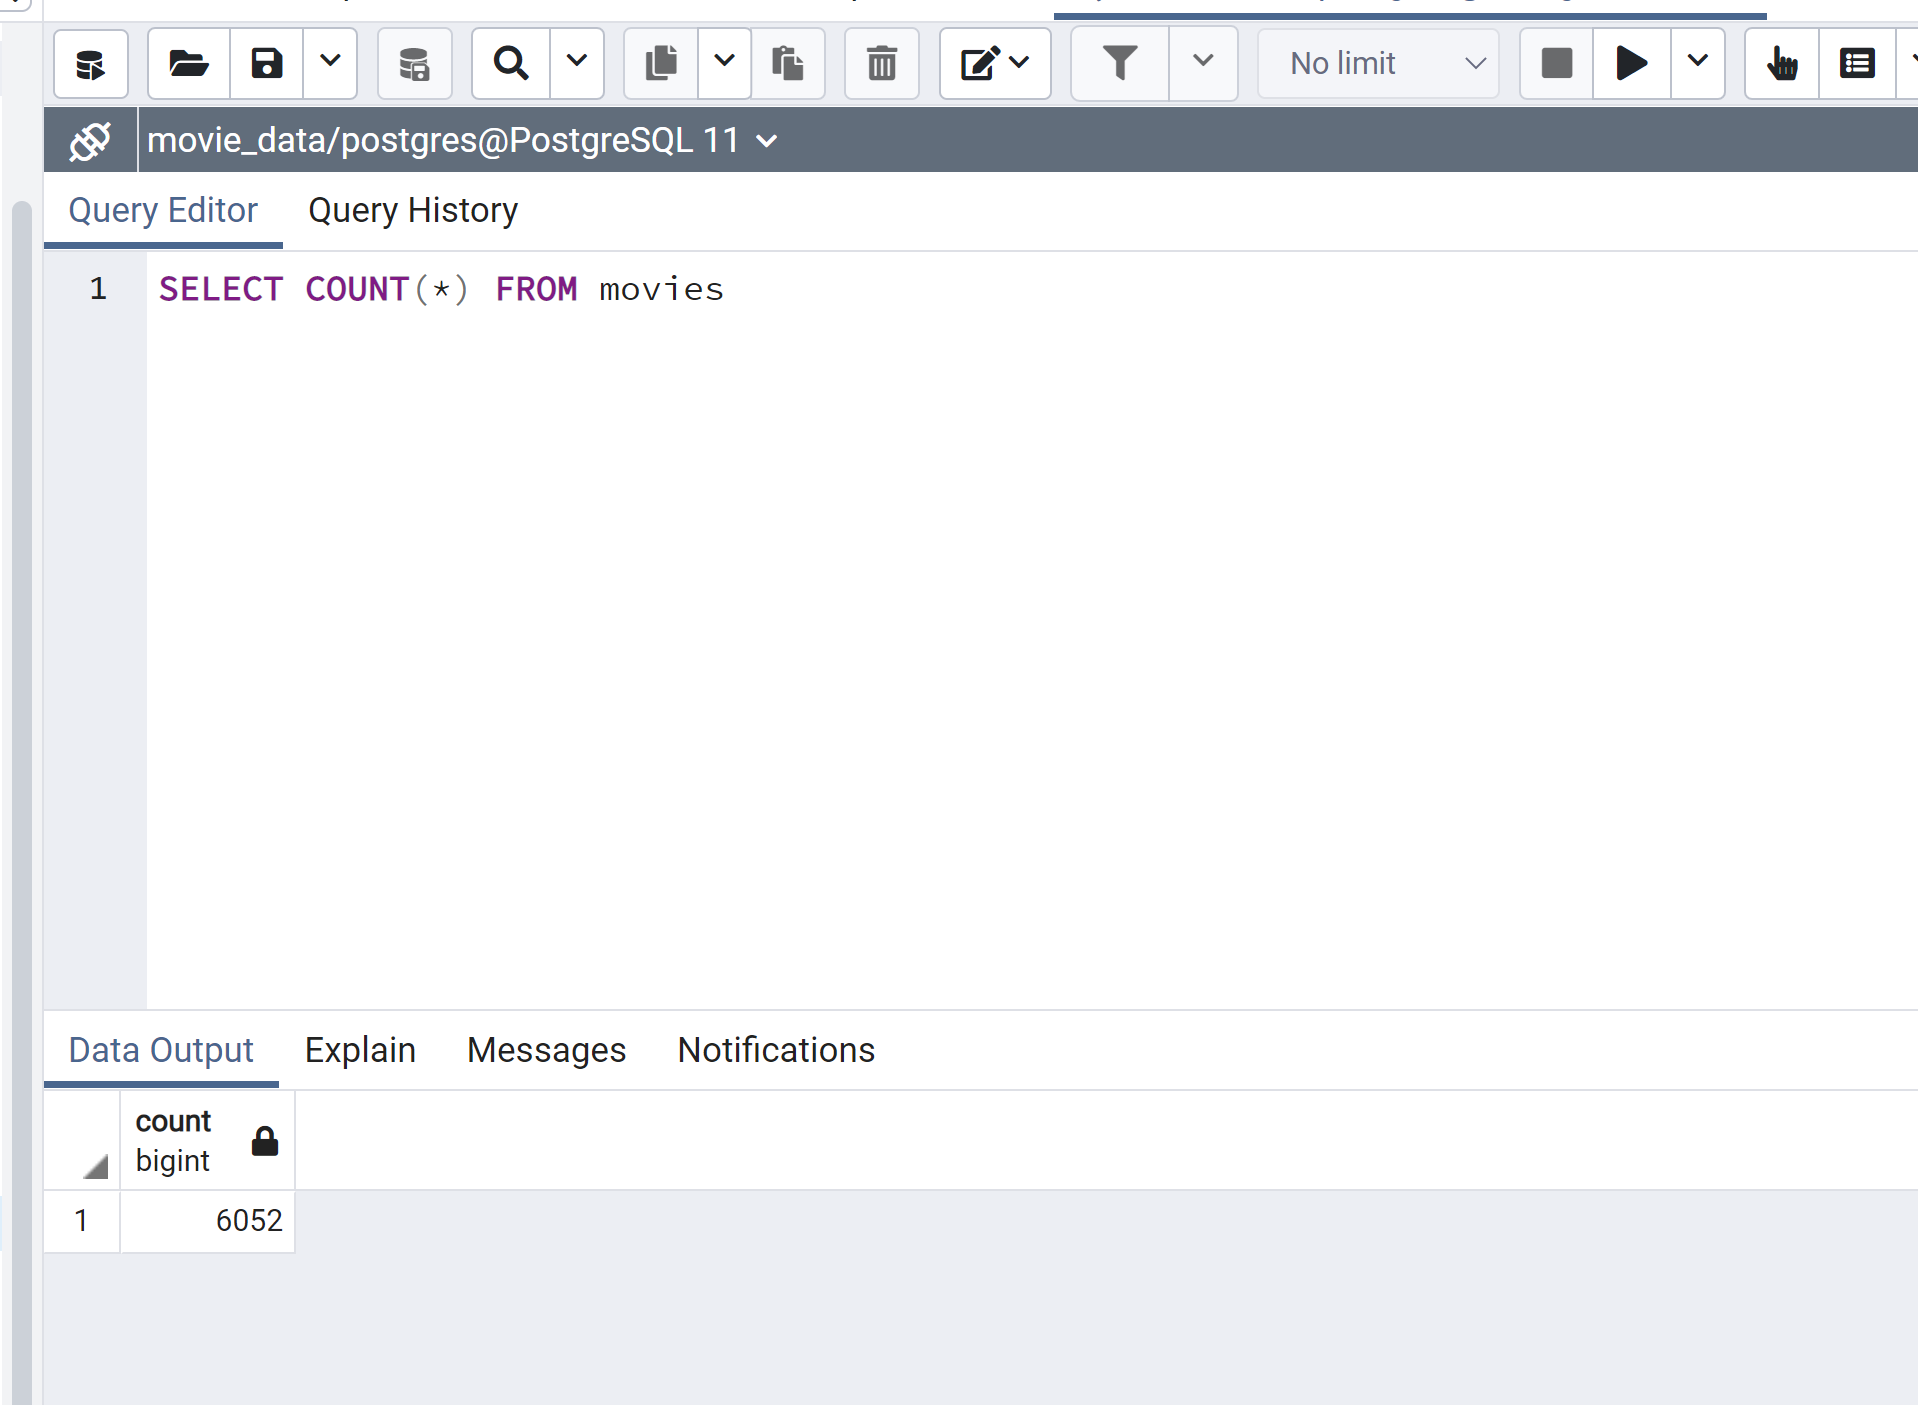 No limit
movie_data/postgres@PostgreSQL 11
Query Editor Query History
1 SELECT COUNT(*) FROM movies
Data Output Explain Messages Notifications
count
bigint
1 6052